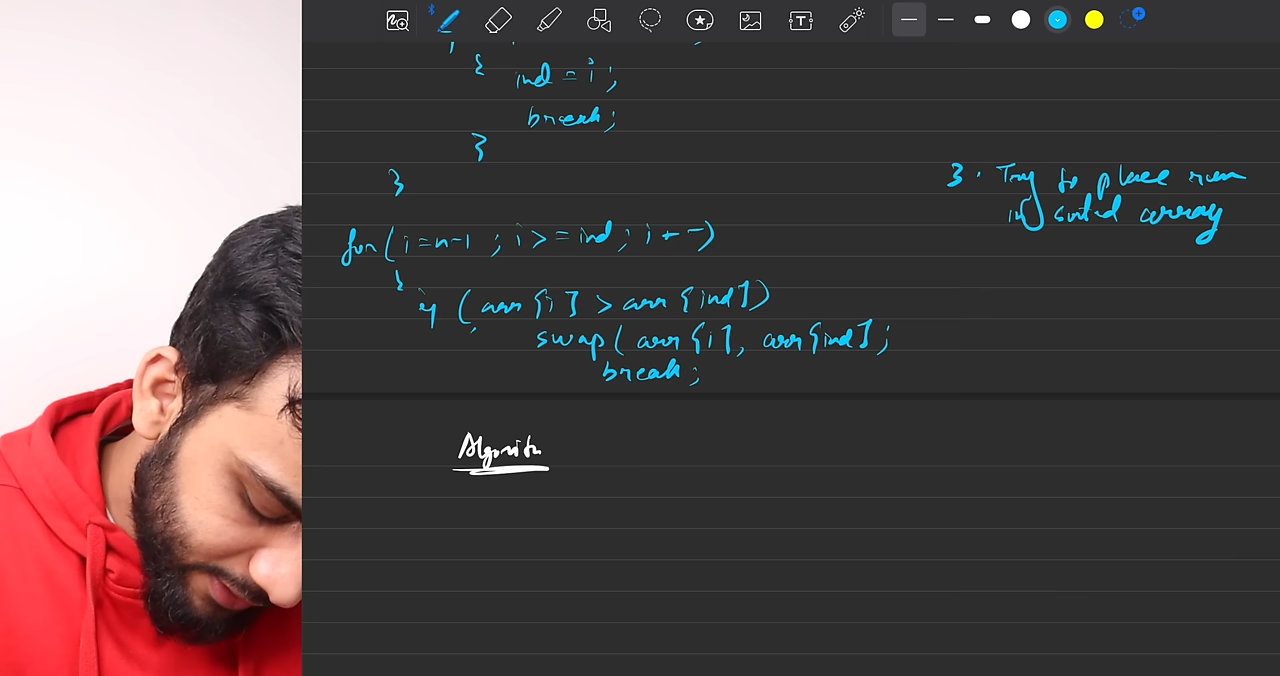 {
ind = i ;
break;
}
}
3. Try to place rem
in sorted array
for(i=n-1 ; i>=ind; i--)
{
if (arr[i] > arr[ind])
swap( arr[i], arr[ind];
break;
Algorith